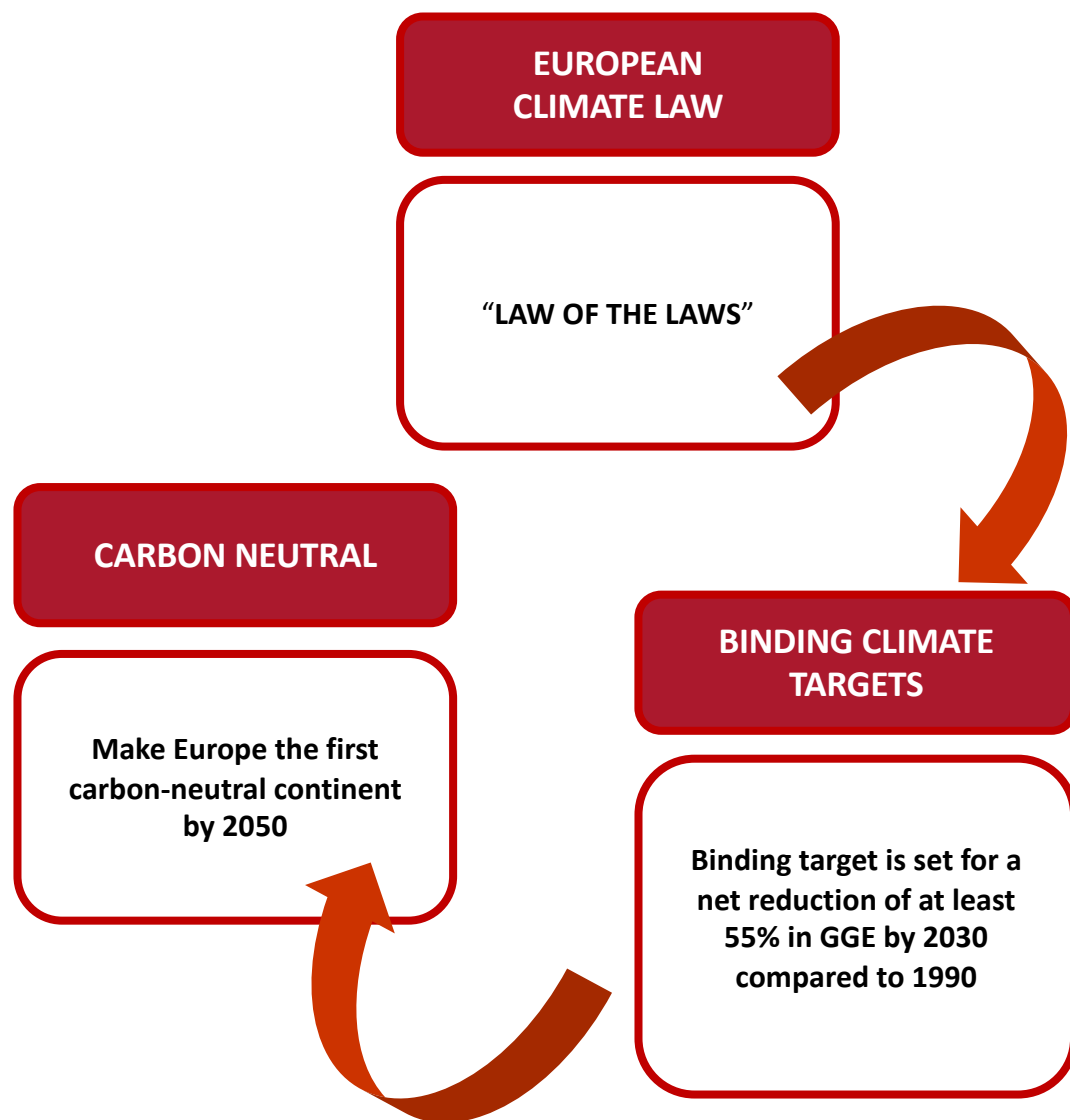 EUROPEAN
CLIMATE LAW
“LAW OF THE LAWS”
BINDING CLIMATE
TARGETS
Binding target is set for a
net reduction of at least
55% in GGE by 2030
compared to 1990
CARBON NEUTRAL
Make Europe the first
carbon-neutral continent
by 2050